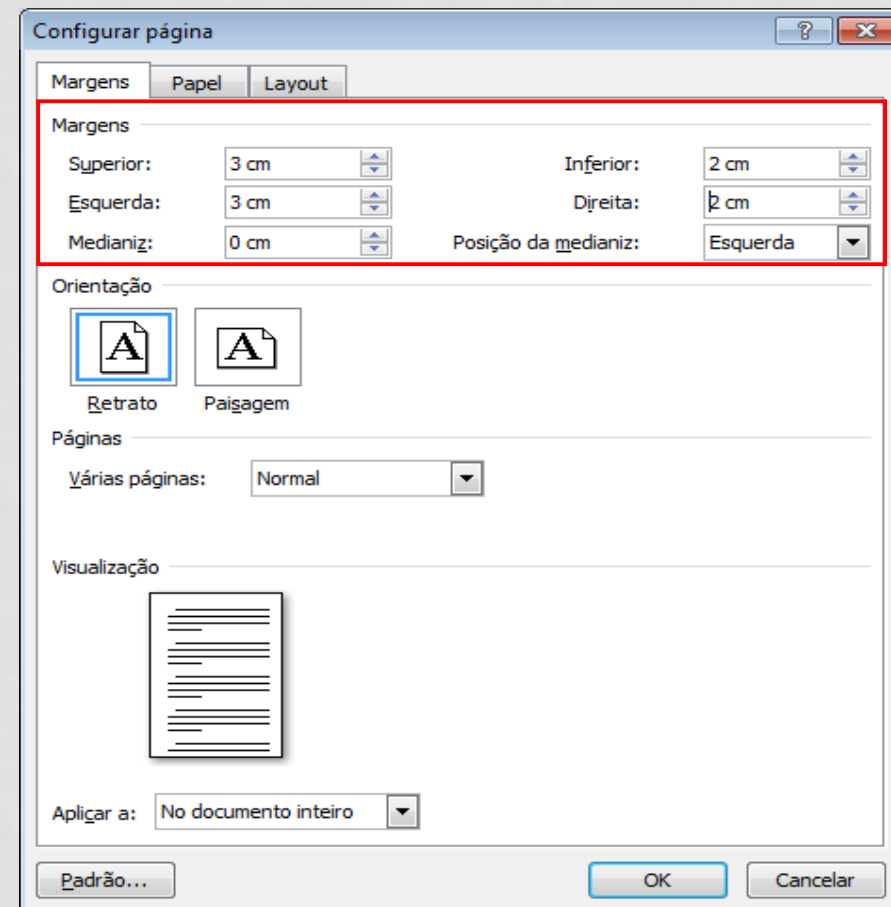 Configurar página
Margens Papel Layout
Margens
Superior: 3 cm Inferior: 2 cm
Esquerda: 3 cm Direita: 2 cm
Medianiz: 0 cm Posição da medianiz: Esquerda
Orientação
A A
Retrato Paisagem
Páginas
Várias páginas: Normal
Visualização
Aplicar a: No documento inteiro
Padrão... OK Cancelar